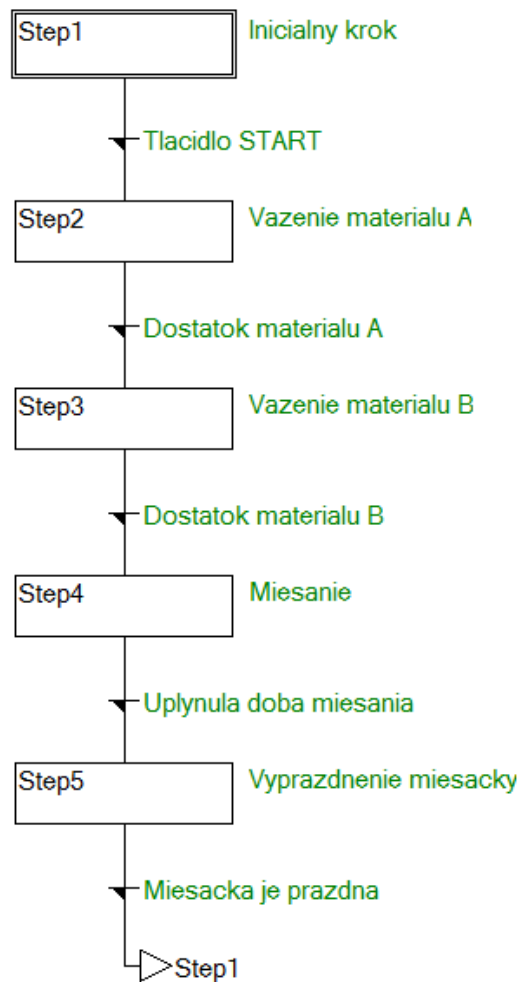 Step1 Inicialny krok
Tlacidlo START
Step2 Vazenie materialu A
Dostatok materialu A
Step3 Vazenie materialu B
Dostatok materialu B
Step4 Miesanie
Uplynula doba miesania
Step5 Vyprazdnenie miesacky
Miesacka je prazdna
Step1